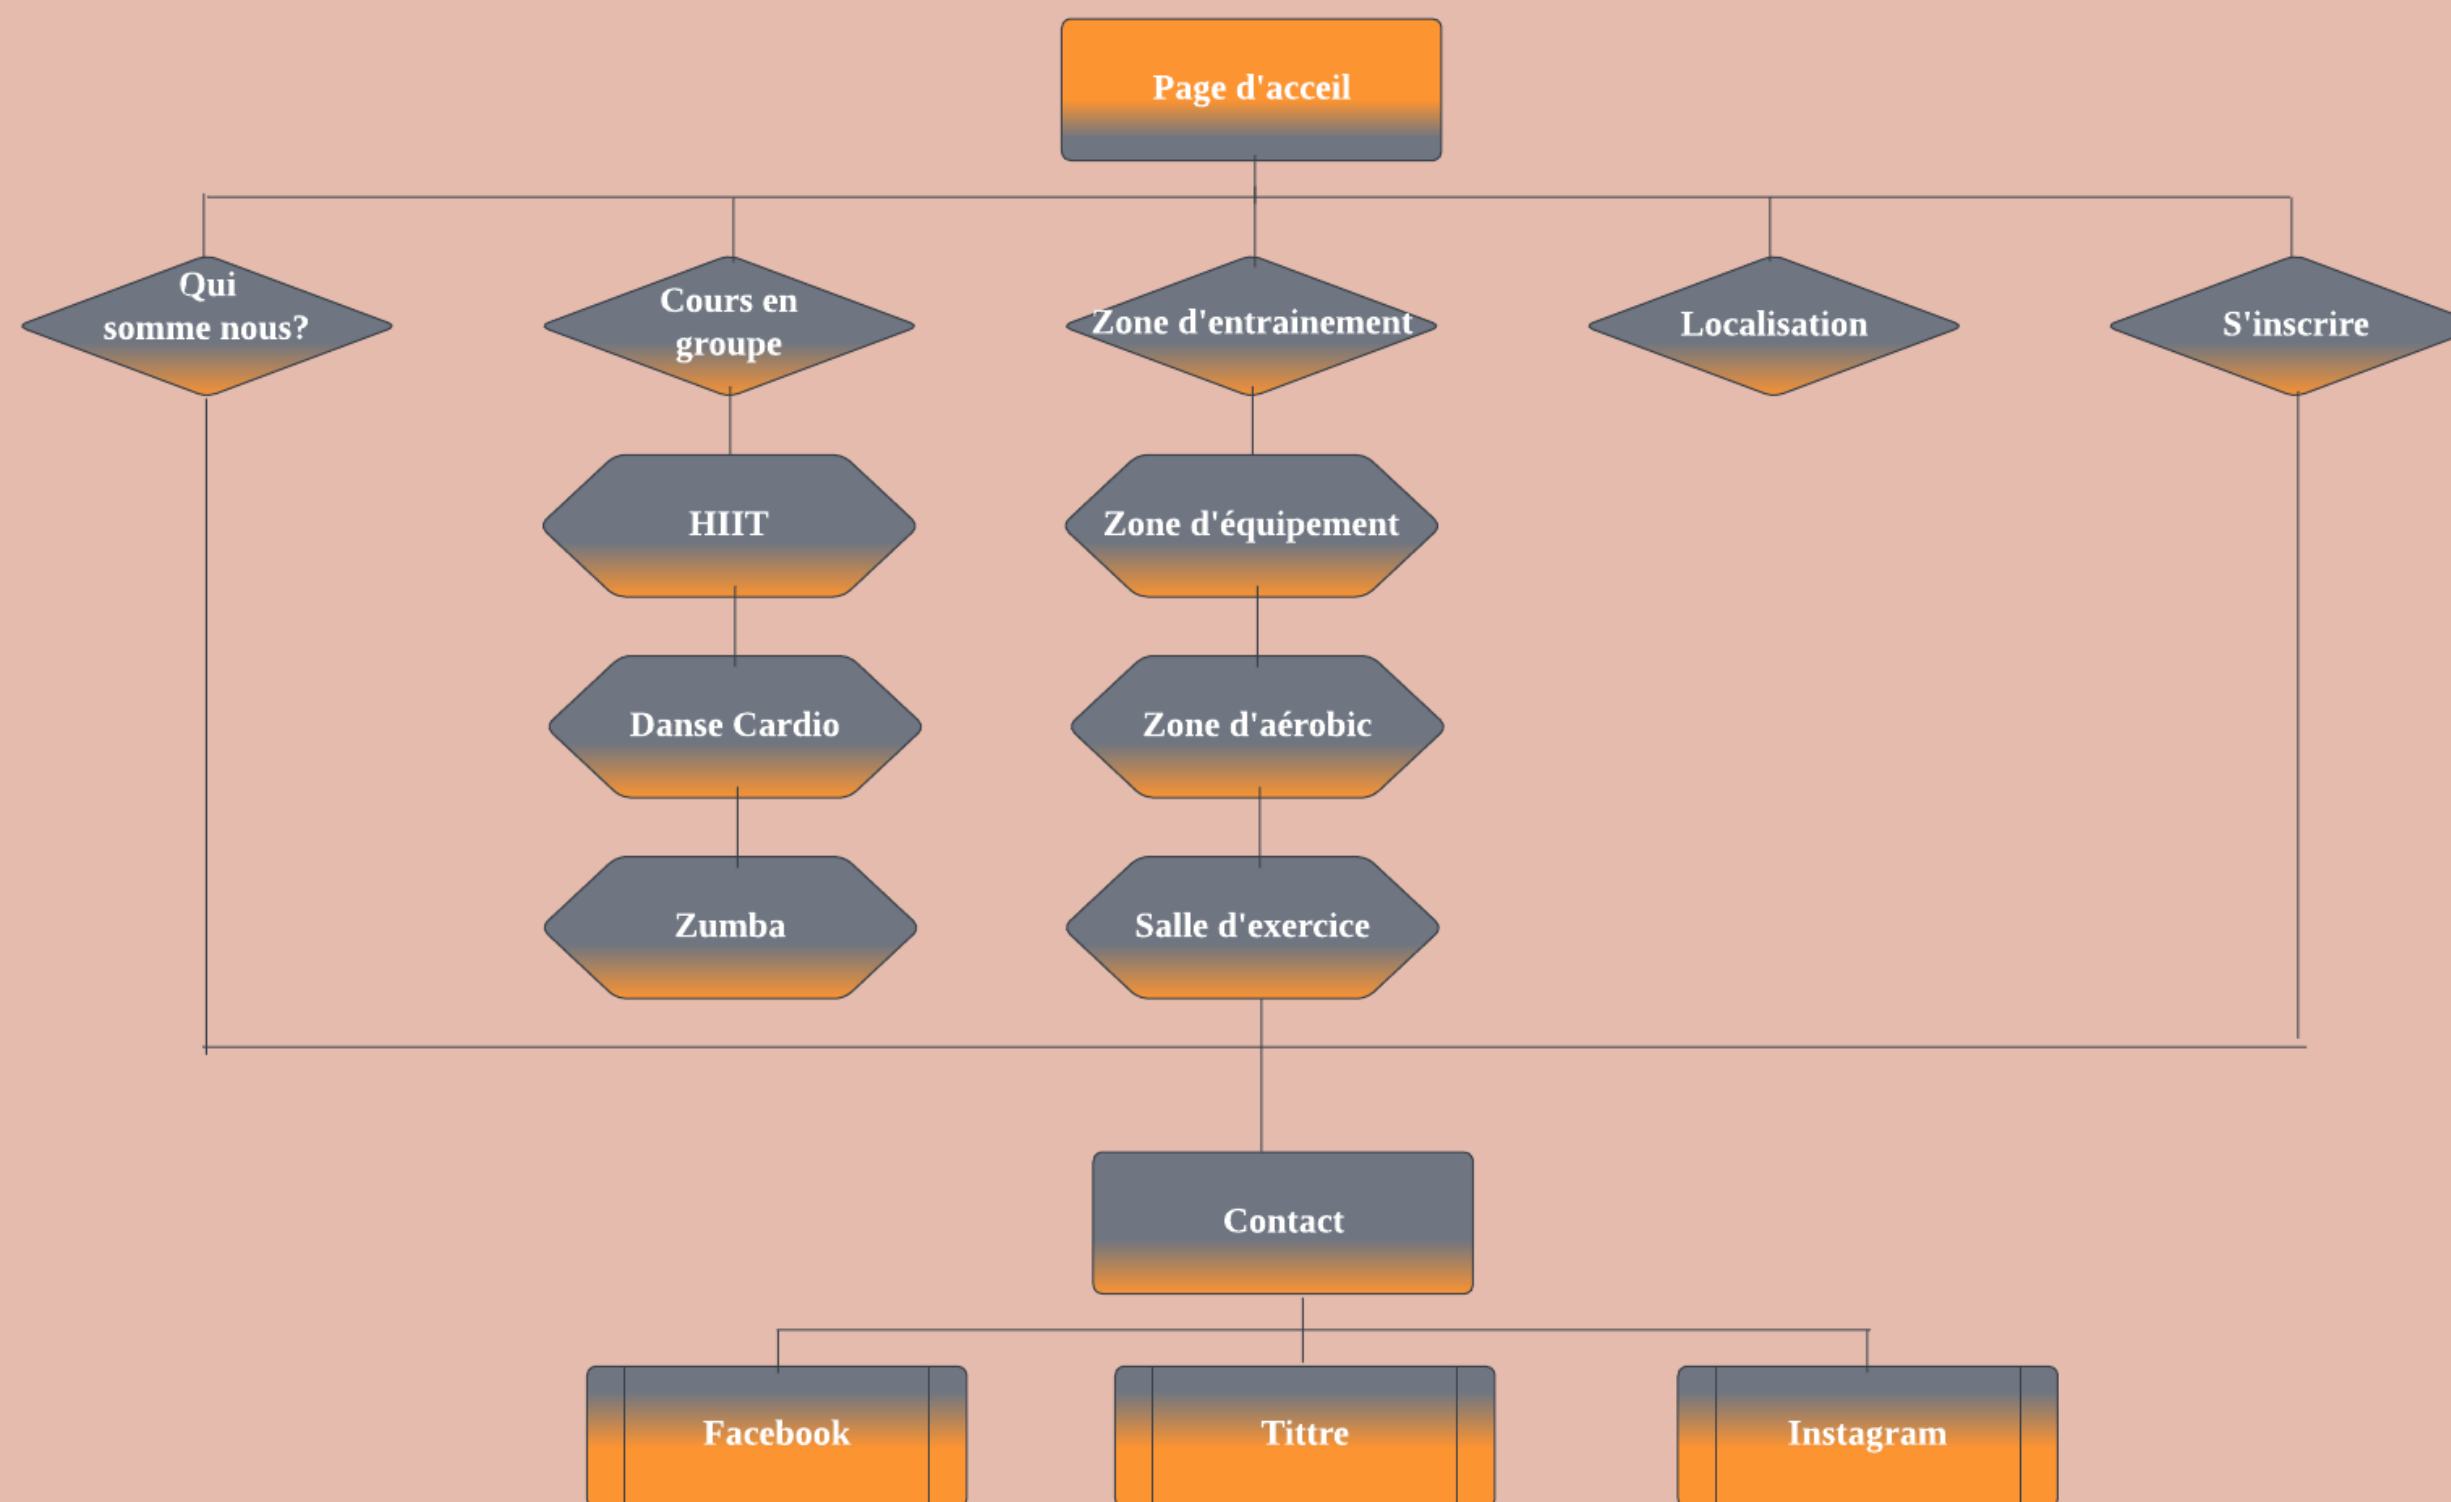 Page d'acceil
Qui
somme nous?
Cours en
groupe
Zone d'entrainement
Localisation
S'inscrire
HIIT
Zone d'équipement
Danse Cardio
Zone d'aérobic
Zumba
Salle d'exercice
Contact
Facebook
Tittre
Instagram